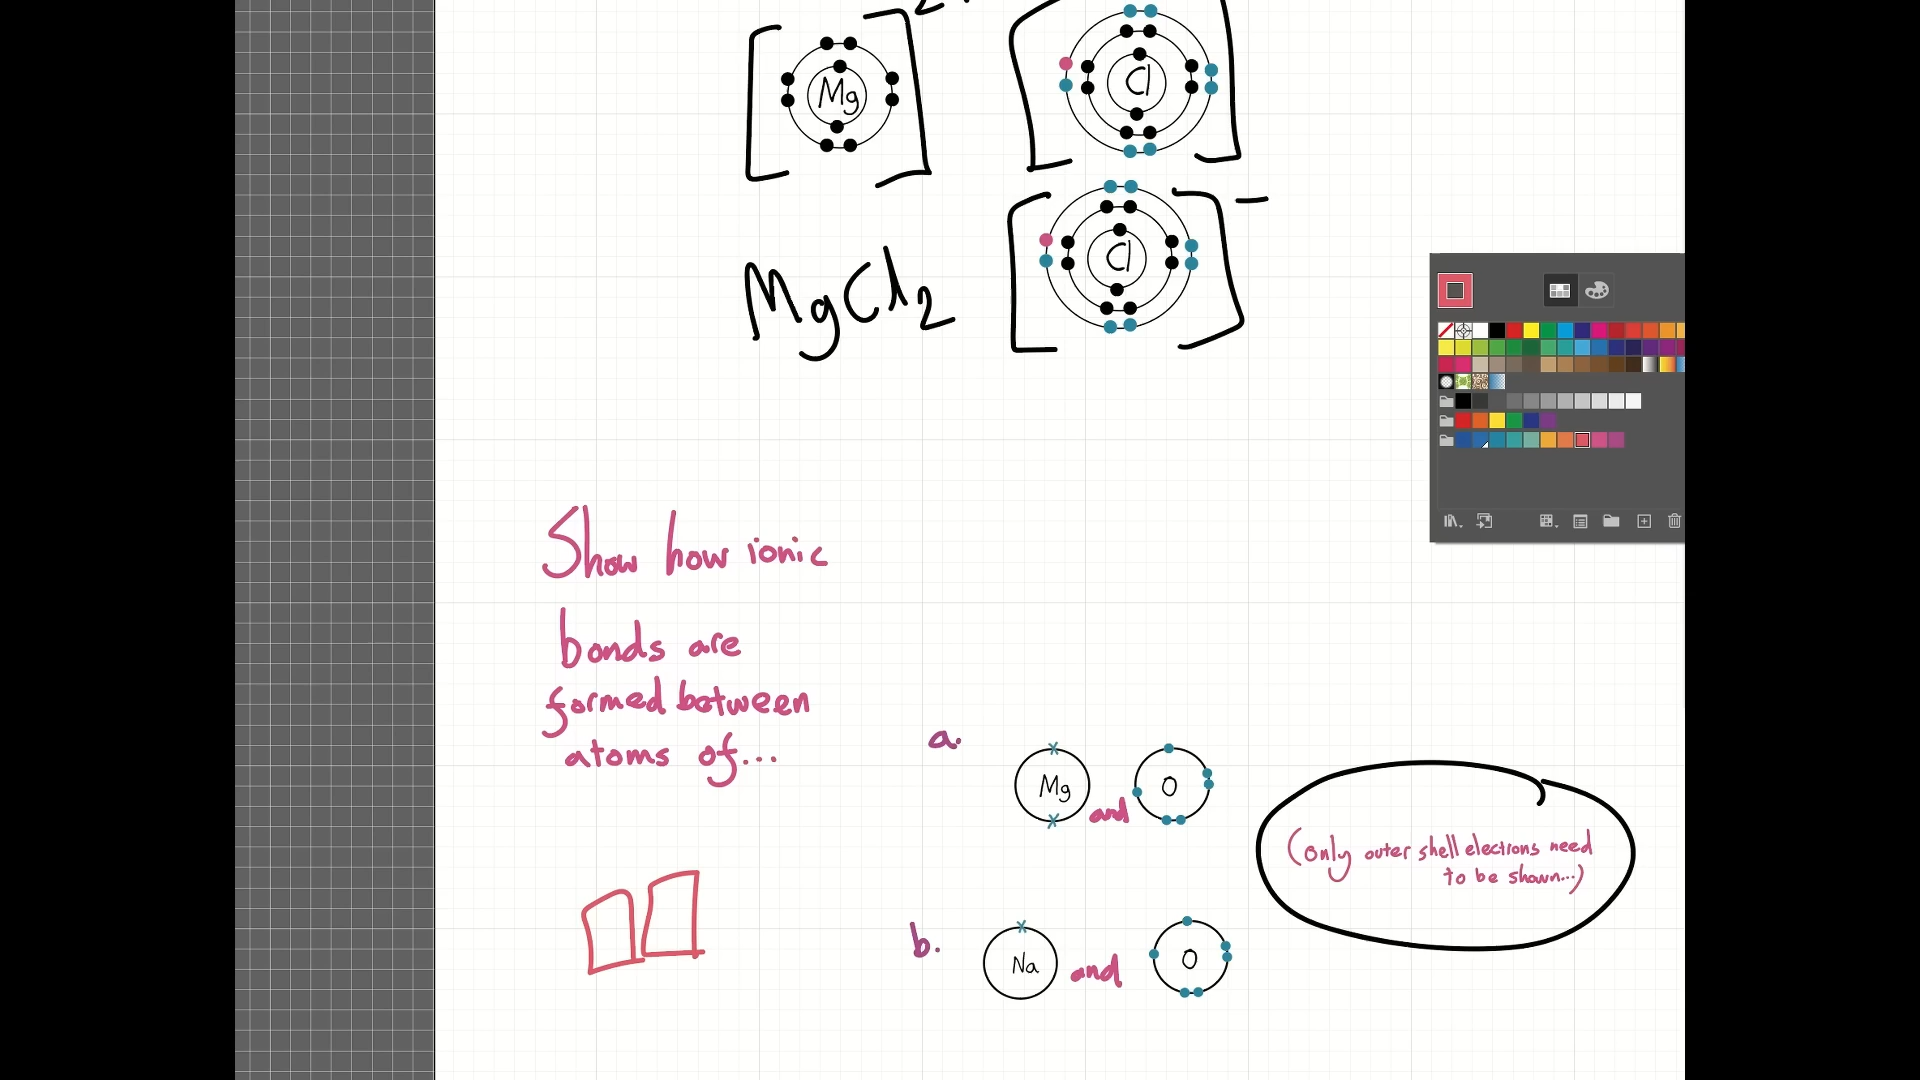 2+
Mg
Cl
Cl
−
MgCl2
Show how ionic
bonds are
formed between
atoms of...
a.
Mg and O
(only outer shell electrons need
to be shown...)
b.
Na and O